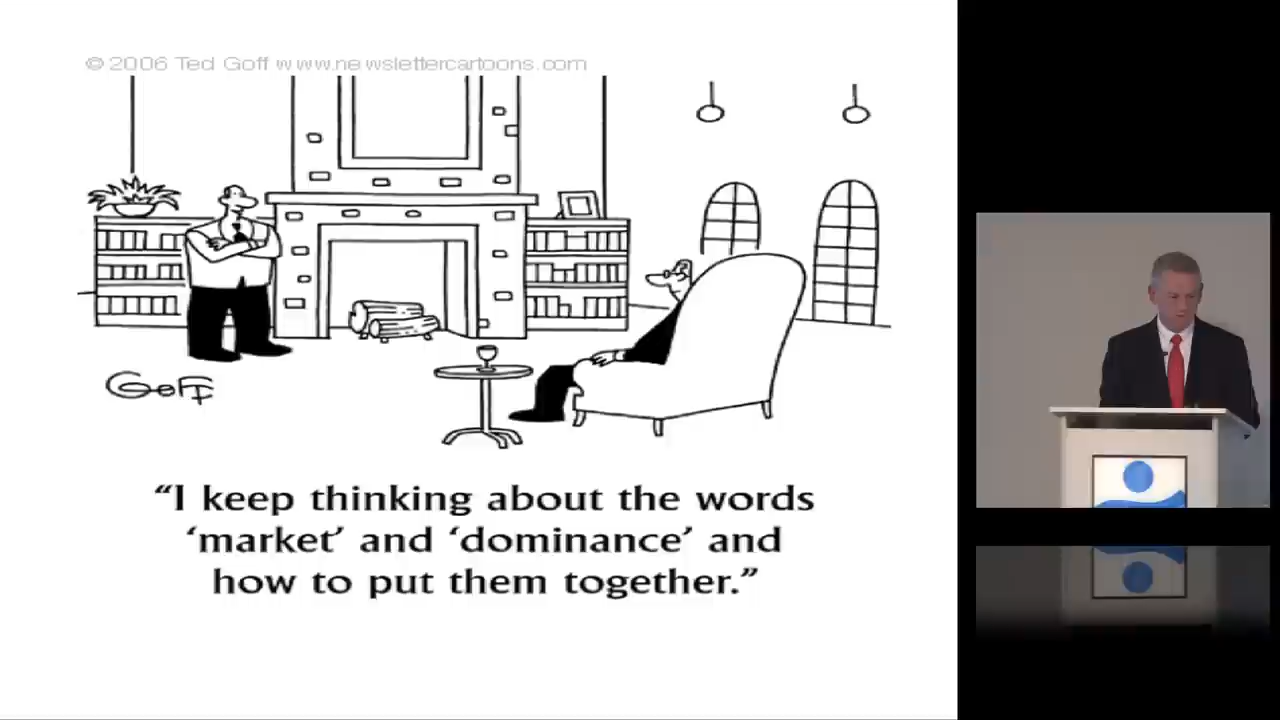 © 2006 Ted Goff www.newslettercartoons.com
GOFF
“I keep thinking about the words
‘market’ and ‘dominance’ and
how to put them together.”